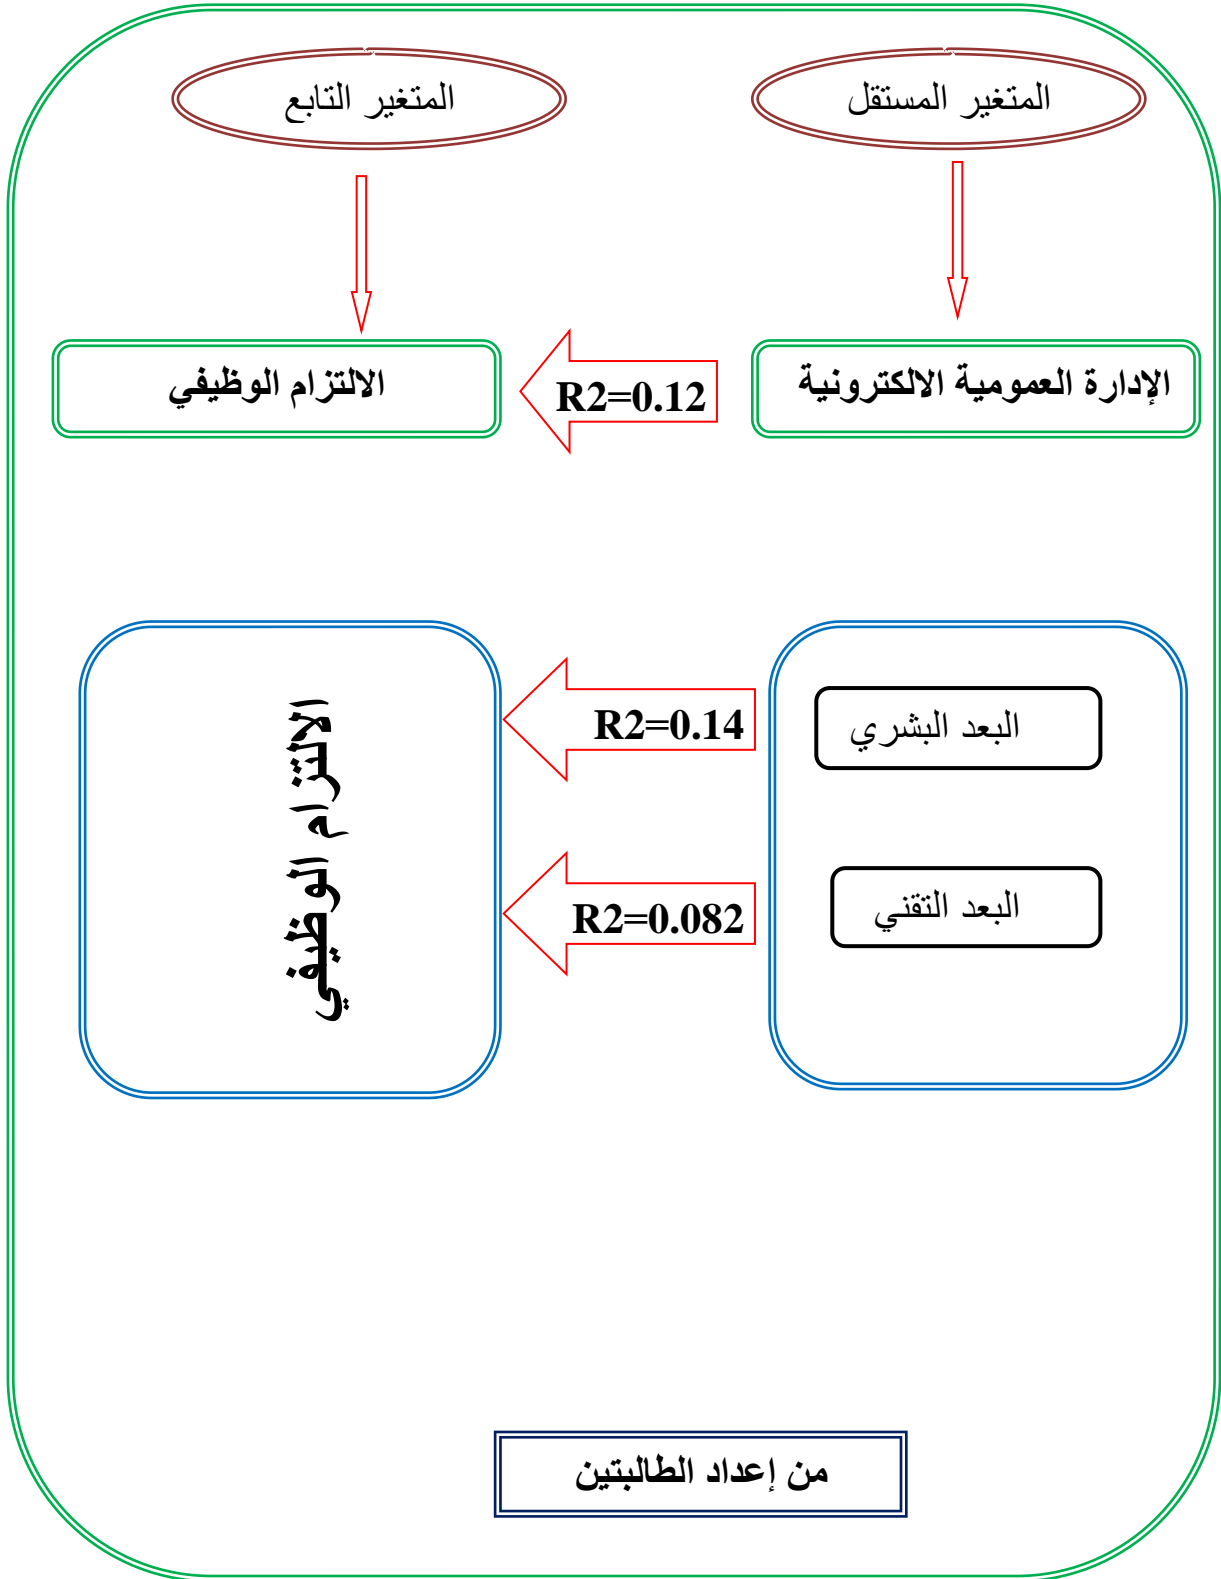 المتغير المستقل
المتغير التابع
الإدارة العمومية الالكترونية
R2=0.12
الالتزام الوظيفي
البعد البشري
R2=0.14
البعد التقني
R2=0.082
الالتزام الوظيفي
من إعداد الطالبتين